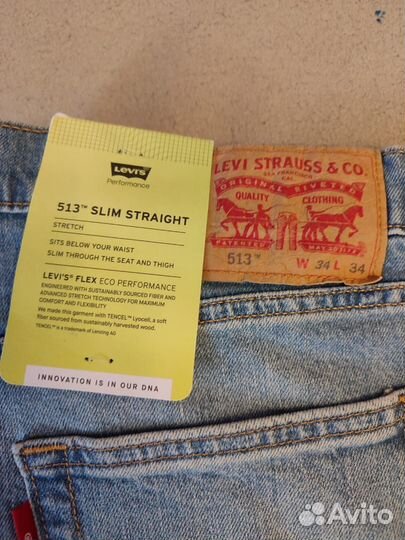 LEVI'S
Performance
513™ SLIM STRAIGHT
STRETCH
SITS BELOW YOUR WAIST
SLIM THROUGH THE SEAT AND THIGH
LEVI'S® FLEX ECO PERFORMANCE
ENGINEERED WITH SUSTAINABLY SOURCED FIBER AND
ADVANCED STRETCH TECHNOLOGY FOR MAXIMUM
COMFORT AND FLEXIBILITY
We made this garment with TENCEL™ Lyocell, a soft
fiber sourced from sustainably harvested wood.
TENCEL™ is a trademark of Lenzing AG
INNOVATION IS IN OUR DNA
LEVI STRAUSS & CO.
SAN FRANCISCO
CAL.
ORIGINAL RIVETED
QUALITY CLOTHING
PATENTED MAY 20 1873
513™ W 34 L 34
Avito